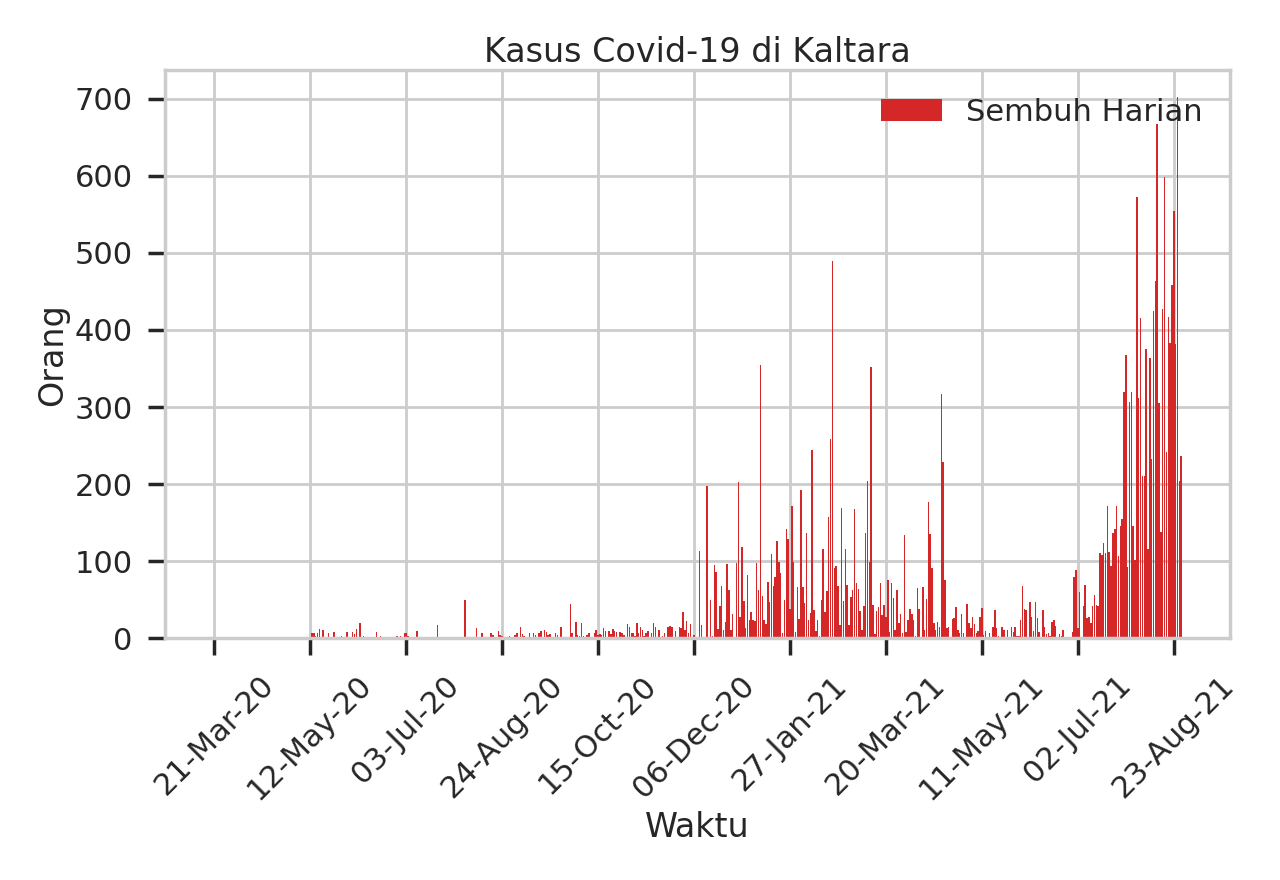 Kasus Covid-19 di Kaltara
Sembuh Harian
Orang
700
600
500
400
300
200
100
0
21-Mar-20
12-May-20
03-Jul-20
24-Aug-20
15-Oct-20
06-Dec-20
27-Jan-21
20-Mar-21
11-May-21
02-Jul-21
23-Aug-21
Waktu